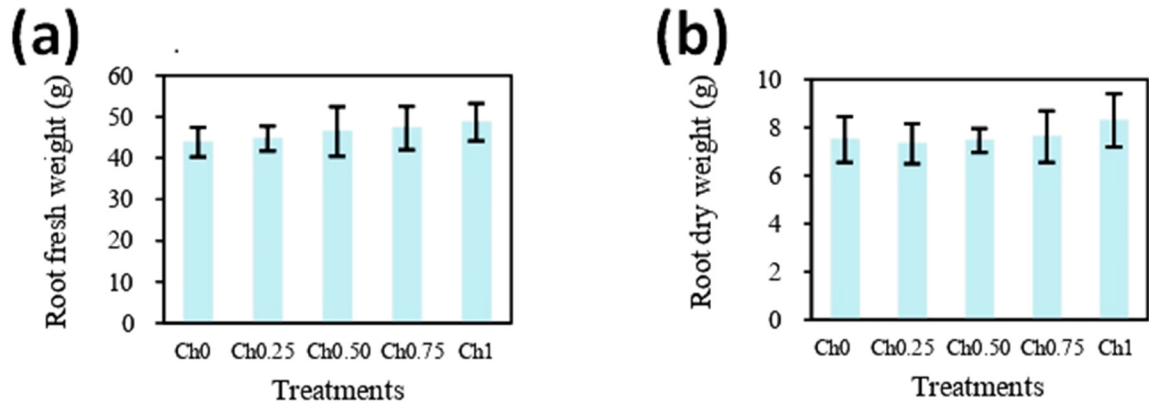 (a)
Root fresh weight (g)
60
50
40
30
20
10
0
Ch0 Ch0.25 Ch0.50 Ch0.75 Ch1
Treatments
(b)
Root dry weight (g)
10
8
6
4
2
0
Ch0 Ch0.25 Ch0.50 Ch0.75 Ch1
Treatments